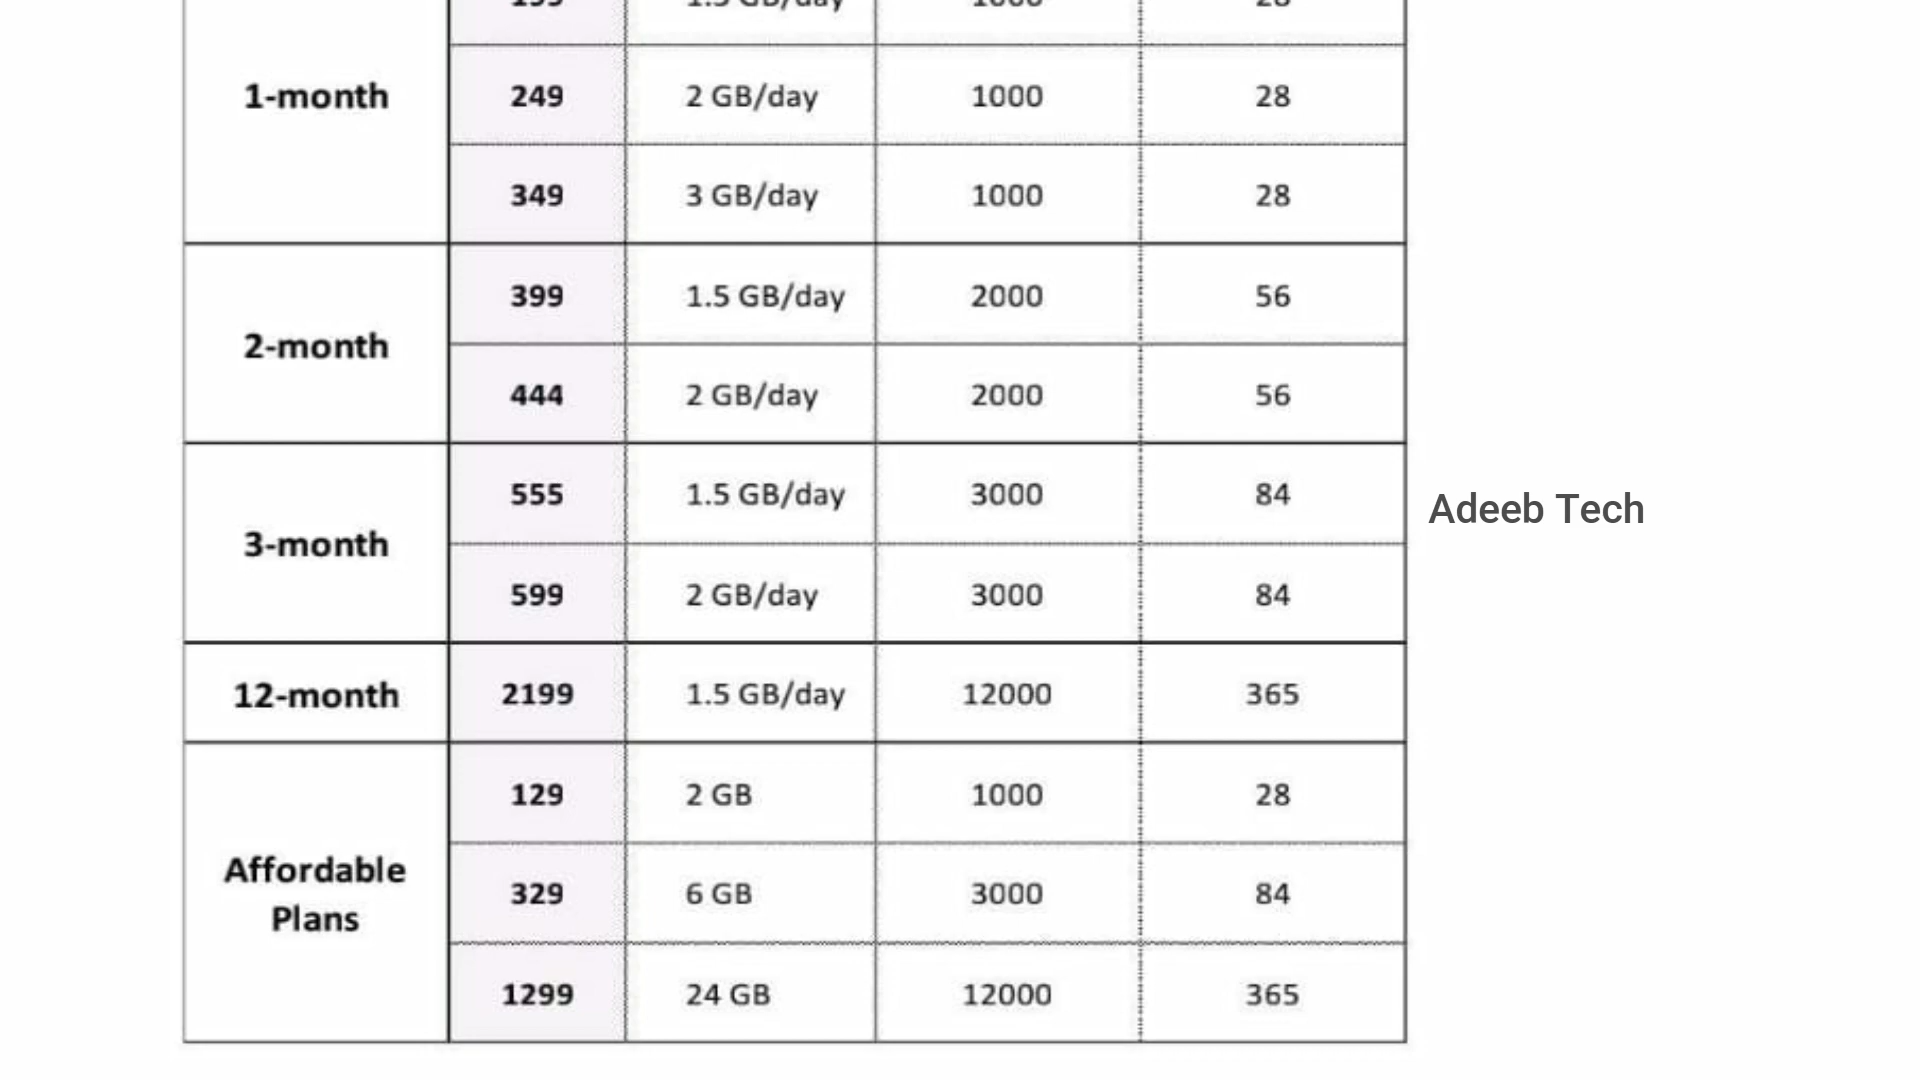 1-month
249 2 GB/day 1000 28
349 3 GB/day 1000 28
2-month
399 1.5 GB/day 2000 56
444 2 GB/day 2000 56
3-month
555 1.5 GB/day 3000 84
599 2 GB/day 3000 84
12-month 2199 1.5 GB/day 12000 365
Affordable
Plans
129 2 GB 1000 28
329 6 GB 3000 84
1299 24 GB 12000 365
Adeeb Tech